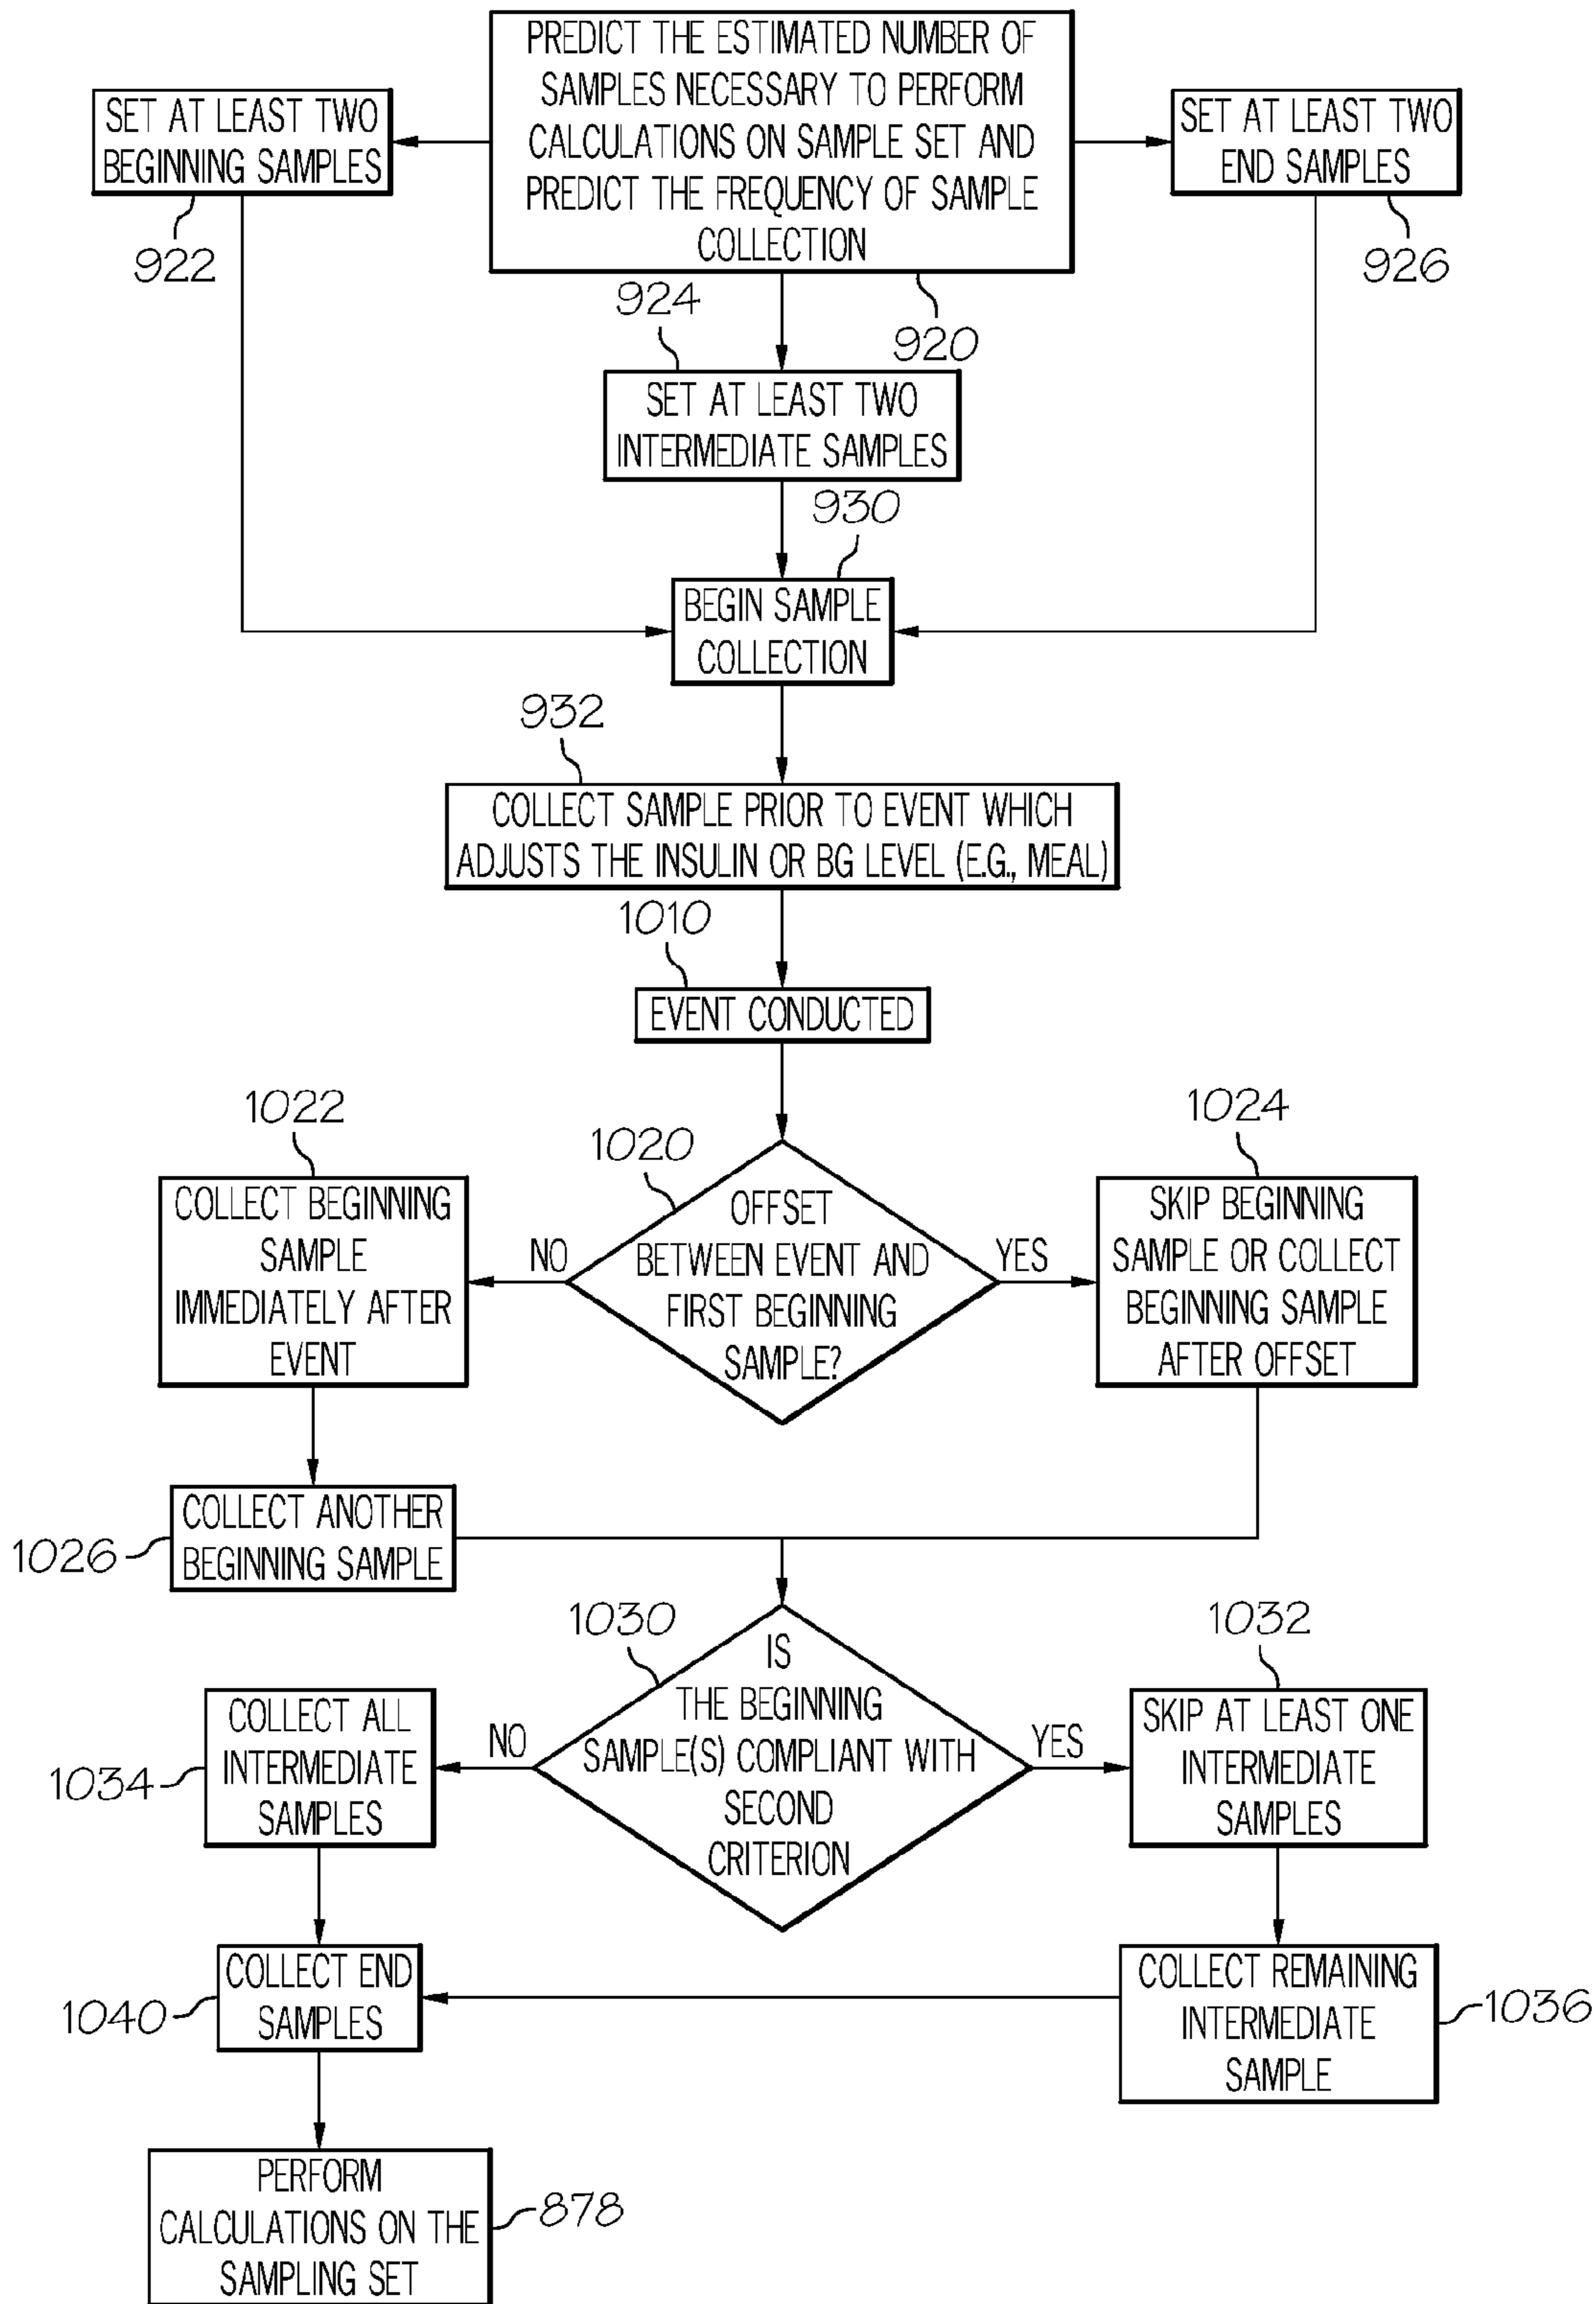 PREDICT THE ESTIMATED NUMBER OF
SAMPLES NECESSARY TO PERFORM
CALCULATIONS ON SAMPLE SET AND
PREDICT THE FREQUENCY OF SAMPLE
COLLECTION
SET AT LEAST TWO
BEGINNING SAMPLES
SET AT LEAST TWO
END SAMPLES
922
926
924
920
SET AT LEAST TWO
INTERMEDIATE SAMPLES
930
BEGIN SAMPLE
COLLECTION
932
COLLECT SAMPLE PRIOR TO EVENT WHICH
ADJUSTS THE INSULIN OR BG LEVEL (E.G., MEAL)
1010
EVENT CONDUCTED
1022
1020
1024
COLLECT BEGINNING
SAMPLE
IMMEDIATELY AFTER
EVENT
NO
OFFSET
BETWEEN EVENT AND
FIRST BEGINNING
SAMPLE?
YES
SKIP BEGINNING
SAMPLE OR COLLECT
BEGINNING SAMPLE
AFTER OFFSET
COLLECT ANOTHER
BEGINNING SAMPLE
1026
1030
1032
COLLECT ALL
INTERMEDIATE
SAMPLES
1034
NO
IS
THE BEGINNING
SAMPLE(S) COMPLIANT WITH
SECOND
CRITERION
YES
SKIP AT LEAST ONE
INTERMEDIATE
SAMPLES
COLLECT END
SAMPLES
1040
COLLECT REMAINING
INTERMEDIATE
SAMPLE
1036
PERFORM
CALCULATIONS ON THE
SAMPLING SET
878